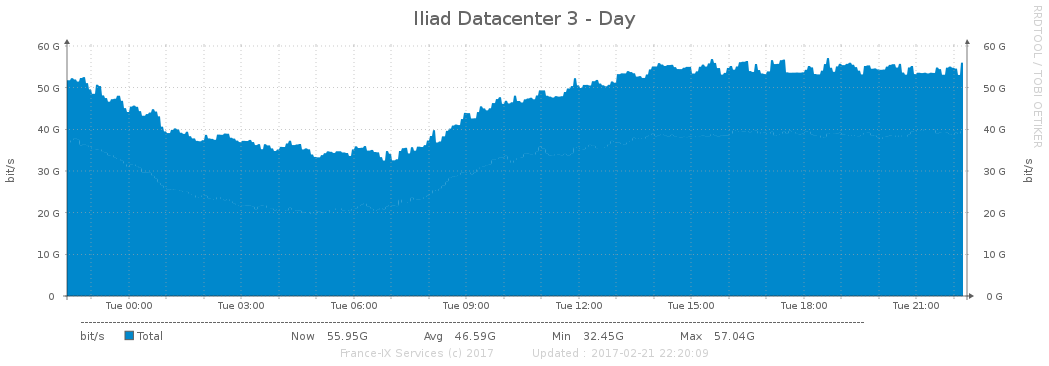 Iliad Datacenter 3 - Day
RRDTOOL / TOBI OETIKER
bit/s
60 G 60 G
50 G 50 G
40 G 40 G
30 G 30 G
20 G 20 G
10 G 10 G
0 0 G
bit/s
Tue 00:00 Tue 03:00 Tue 06:00 Tue 09:00 Tue 12:00 Tue 15:00 Tue 18:00 Tue 21:00
bit/s Total Now 55.95G Avg 46.59G Min 32.45G Max 57.04G
France-IX Services (c) 2017 Updated : 2017-02-21 22:20:09